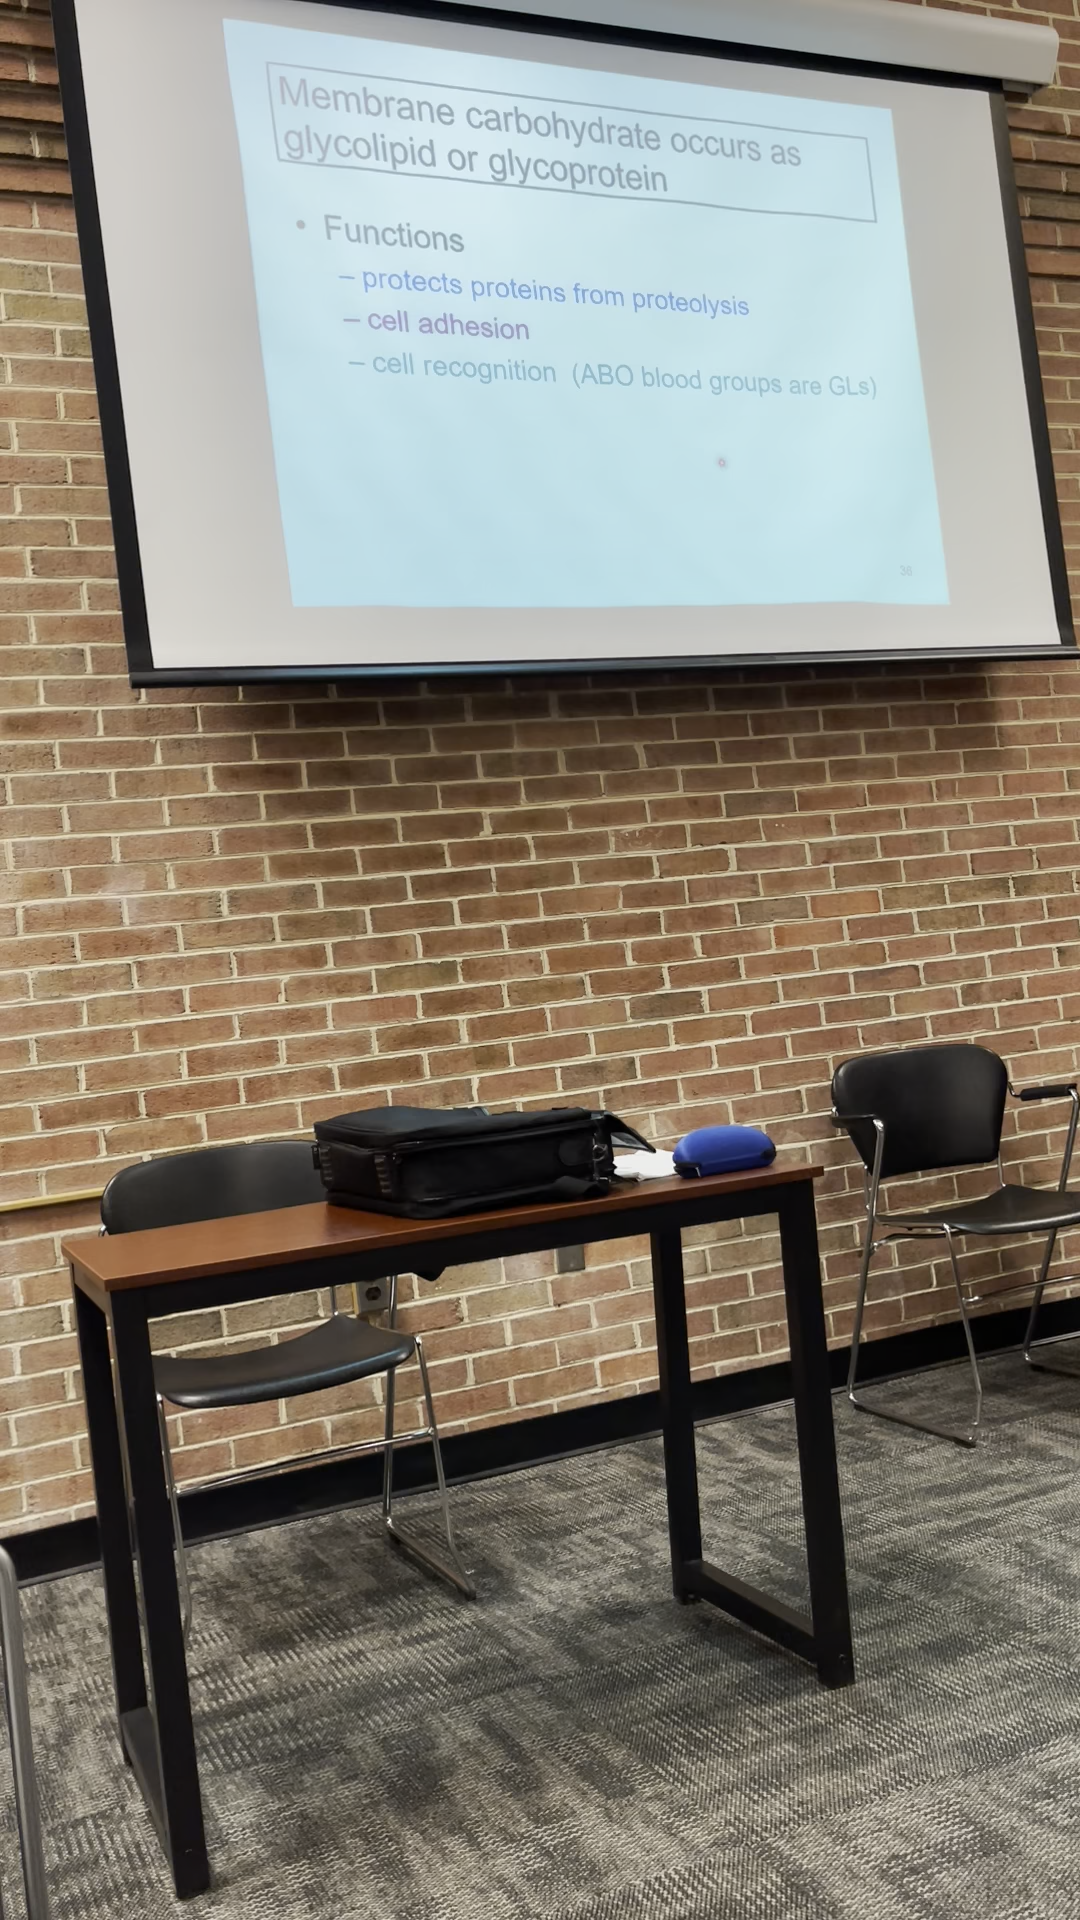 Membrane carbohydrate occurs as
glycolipid or glycoprotein
• Functions
– protects proteins from proteolysis
– cell adhesion
– cell recognition (ABO blood groups are GLs)